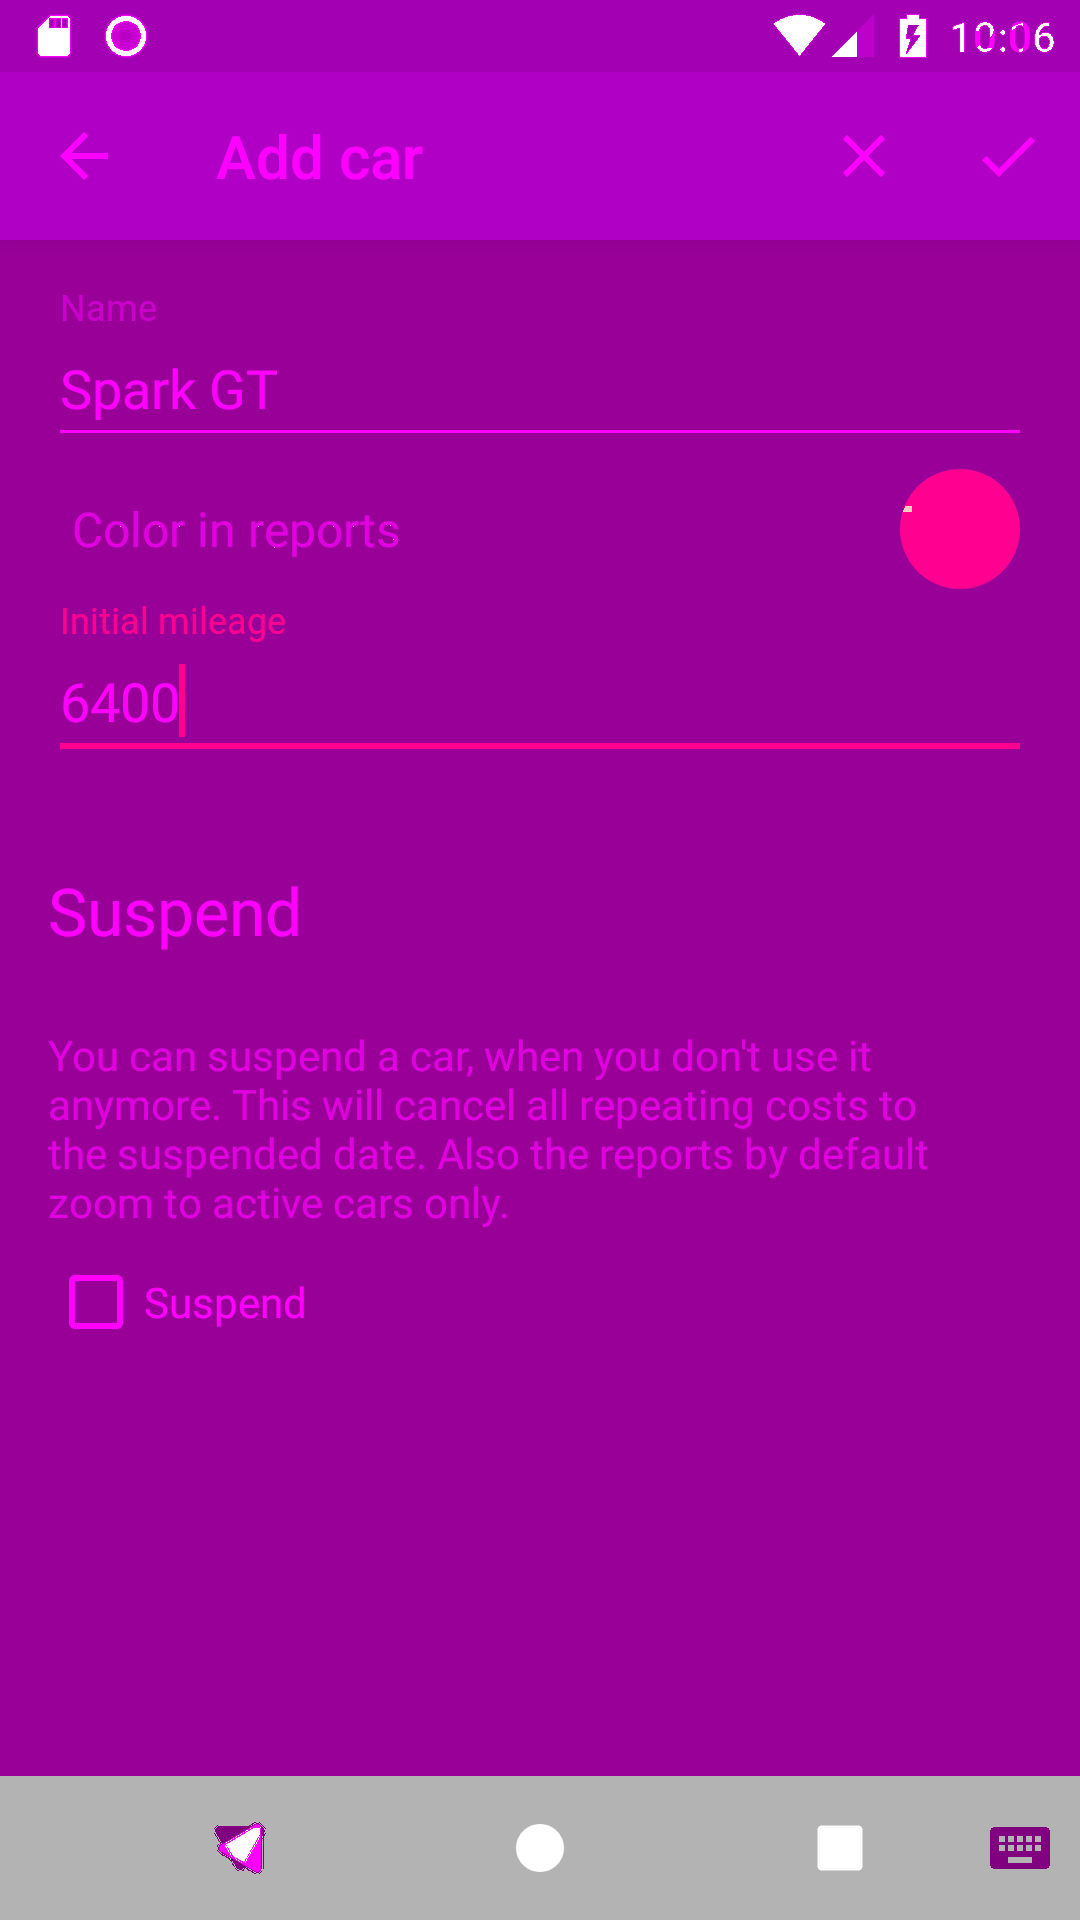 10:06
Add car
Name
Spark GT
Color in reports
Initial mileage
6400
Suspend
You can suspend a car, when you don't use it
anymore. This will cancel all repeating costs to
the suspended date. Also the reports by default
zoom to active cars only.
Suspend